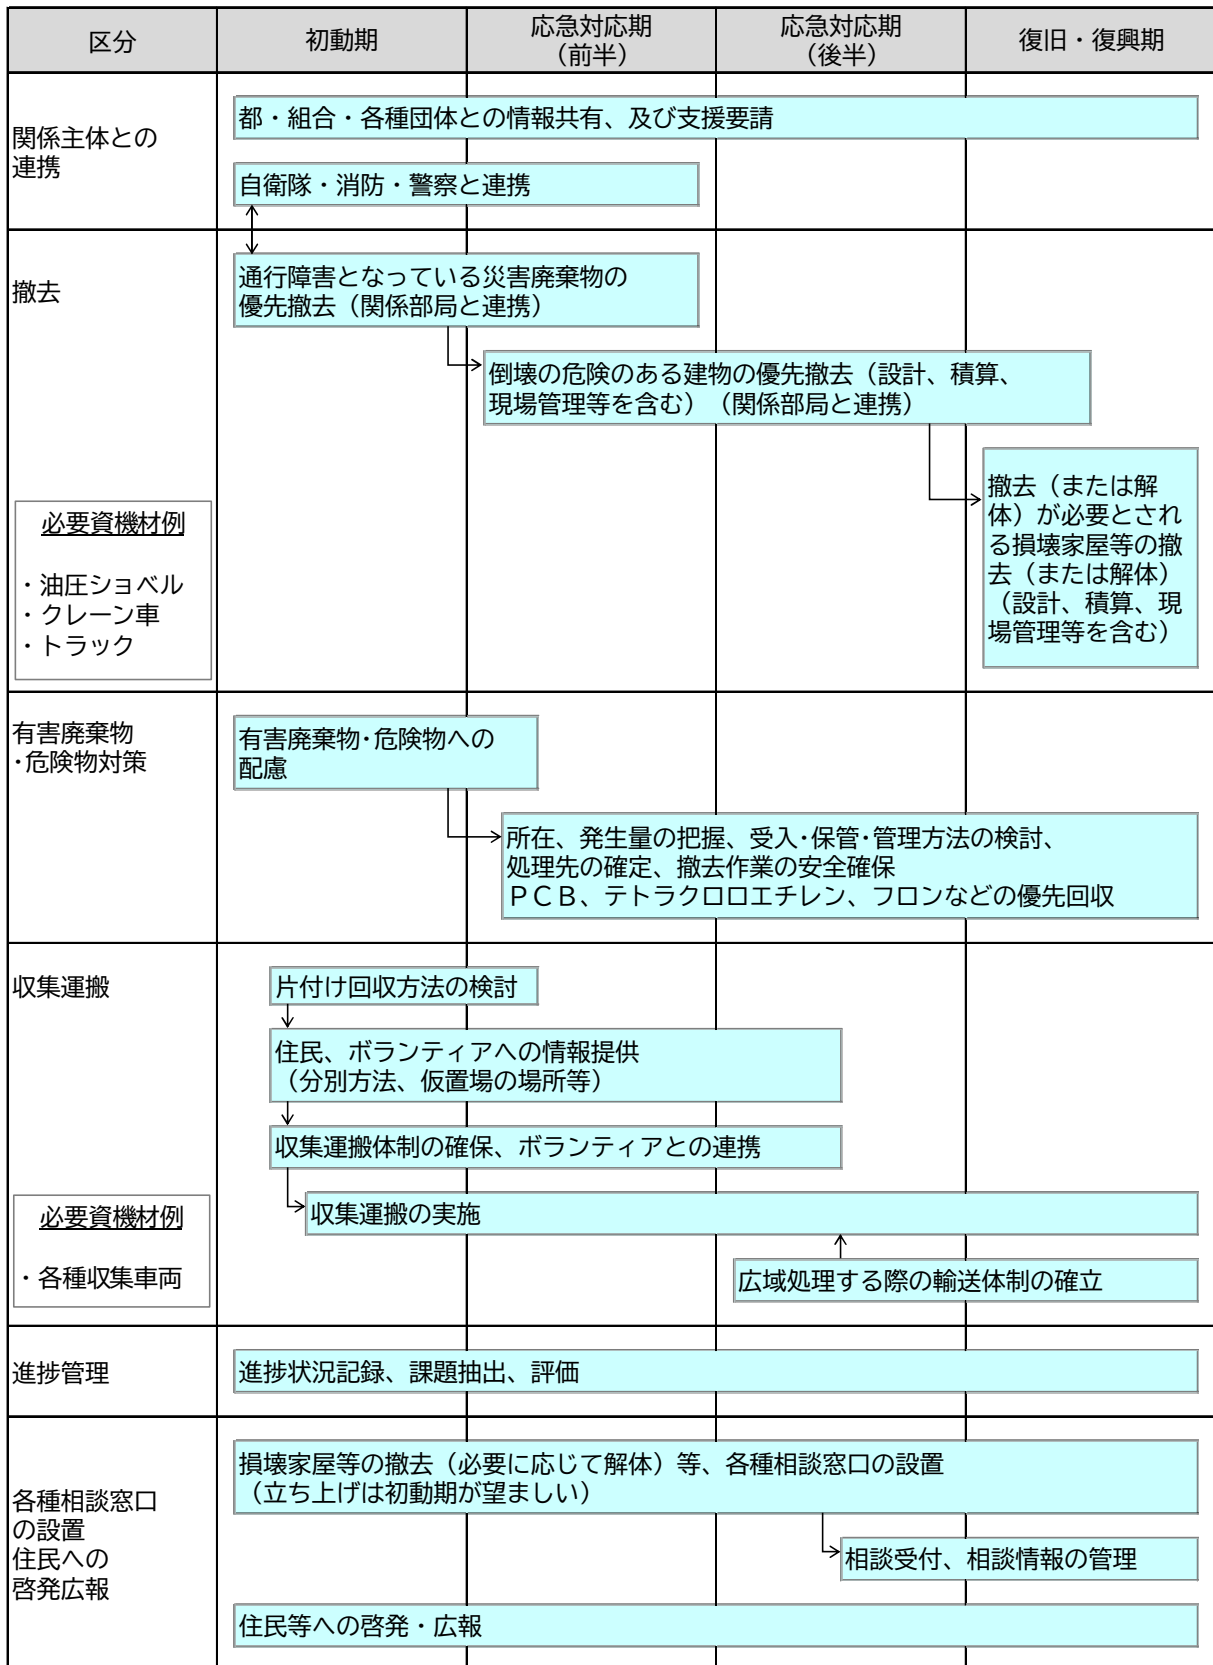 区分
初動期
応急対応期
（前半）
応急対応期
（後半）
復旧・復興期
関係主体との
連携
都・組合・各種団体との情報共有、及び支援要請
自衛隊・消防・警察と連携
撤去
通行障害となっている災害廃棄物の
優先撤去（関係部局と連携）
倒壊の危険のある建物の優先撤去（設計、積算、
現場管理等を含む）（関係部局と連携）
撤去（または解
体）が必要とされ
る損壊家屋等の撤
去（または解体）
（設計、積算、現
場管理等を含む）
必要資機材例
・油圧ショベル
・クレーン車
・トラック
有害廃棄物
・危険物対策
有害廃棄物・危険物への
配慮
所在、発生量の把握、受入・保管・管理方法の検討、
処理先の確定、撤去作業の安全確保
ＰＣＢ、テトラクロロエチレン、フロンなどの優先回収
収集運搬
片付け回収方法の検討
住民、ボランティアへの情報提供
（分別方法、仮置場の場所等）
収集運搬体制の確保、ボランティアとの連携
収集運搬の実施
広域処理する際の輸送体制の確立
必要資機材例
・各種収集車両
進捗管理
進捗状況記録、課題抽出、評価
各種相談窓口
の設置
住民への
啓発広報
損壊家屋等の撤去（必要に応じて解体）等、各種相談窓口の設置
（立ち上げは初動期が望ましい）
相談受付、相談情報の管理
住民等への啓発・広報